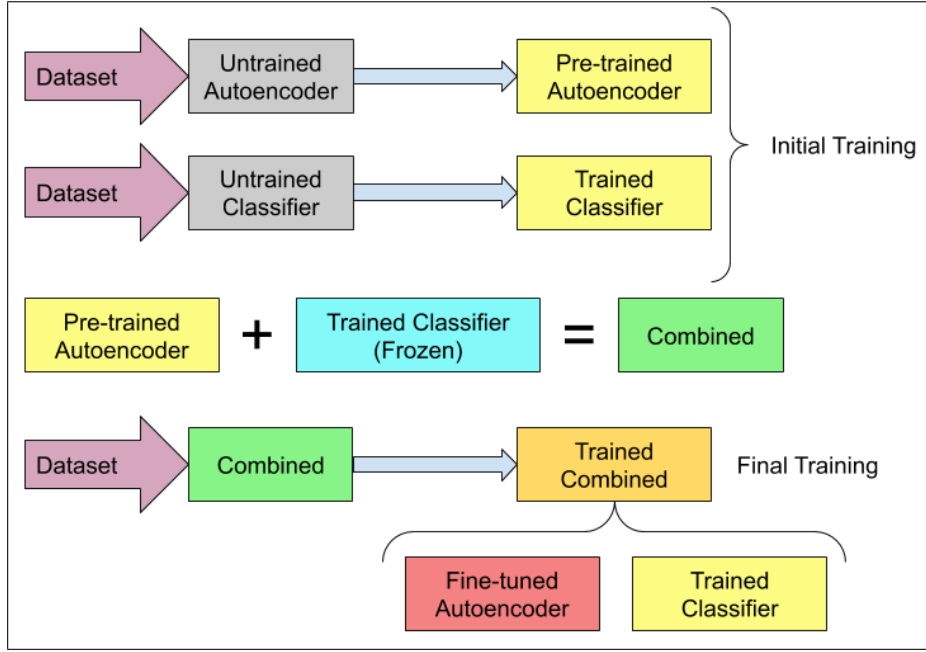 Dataset
Untrained
Autoencoder
Pre-trained
Autoencoder
Initial Training
Dataset
Untrained
Classifier
Trained
Classifier
Pre-trained
Autoencoder
+
Trained Classifier
(Frozen)
=
Combined
Dataset
Combined
Trained
Combined
Final Training
Fine-tuned
Autoencoder
Trained
Classifier